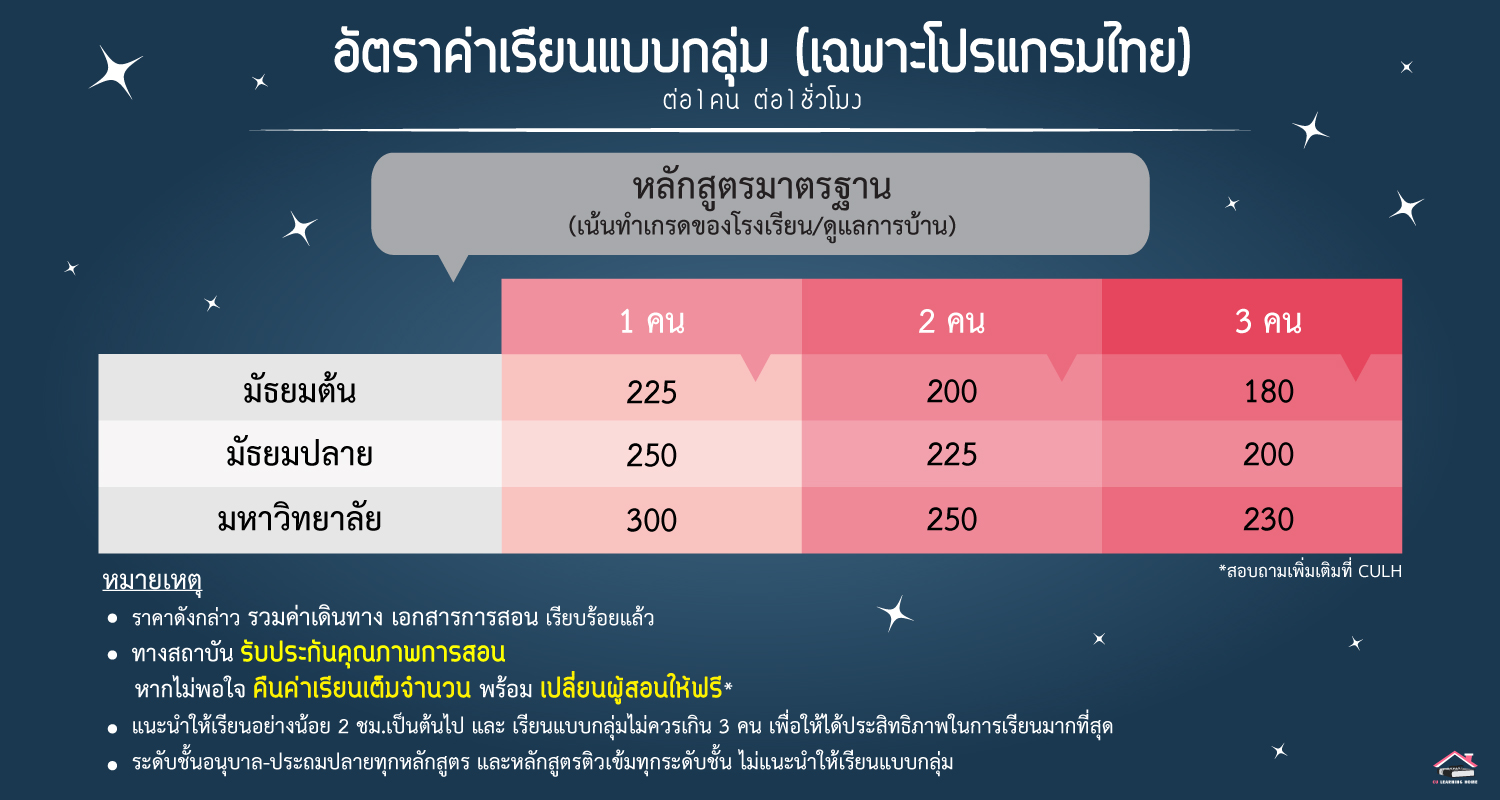 อัตราค่าเรียนแบบกลุ่ม (เฉพาะโปรแกรมไทย)
ต่อ 1 คน ต่อ 1 ชั่วโมง
หลักสูตรมาตรฐาน
(เน้นทำเกรดของโรงเรียน/ดูแลการบ้าน)
1 คน 2 คน 3 คน
มัธยมต้น 225 200 180
มัธยมปลาย 250 225 200
มหาวิทยาลัย 300 250 230
*สอบถามเพิ่มเติมที่ CULH
หมายเหตุ
• ราคาดังกล่าว รวมค่าเดินทาง เอกสารการสอน เรียบร้อยแล้ว
• ทางสถาบัน รับประกันคุณภาพการสอน
หากไม่พอใจ คืนค่าเรียนเต็มจำนวน พร้อม เปลี่ยนผู้สอนให้ฟรี*
• แนะนำให้เรียนอย่างน้อย 2 ชม.เป็นต้นไป และ เรียนแบบกลุ่มไม่ควรเกิน 3 คน เพื่อให้ได้ประสิทธิภาพในการเรียนมากที่สุด
• ระดับชั้นอนุบาล-ประถมปลายทุกหลักสูตร และหลักสูตรติวเข้มทุกระดับชั้น ไม่แนะนำให้เรียนแบบกลุ่ม
CU LEARNING HOME